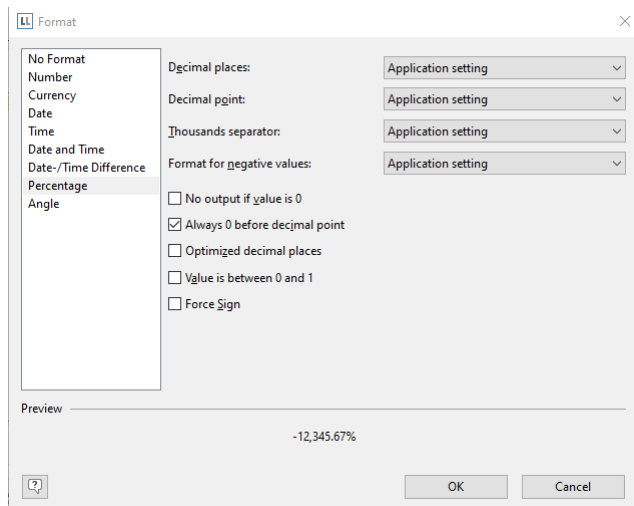 LL Format
No Format
Number
Currency
Date
Time
Date and Time
Date-/Time Difference
Percentage
Angle
Decimal places: Application setting
Decimal point: Application setting
Thousands separator: Application setting
Format for negative values: Application setting
No output if value is 0
Always 0 before decimal point
Optimized decimal places
Value is between 0 and 1
Force Sign
Preview
-12,345.67%
? OK Cancel